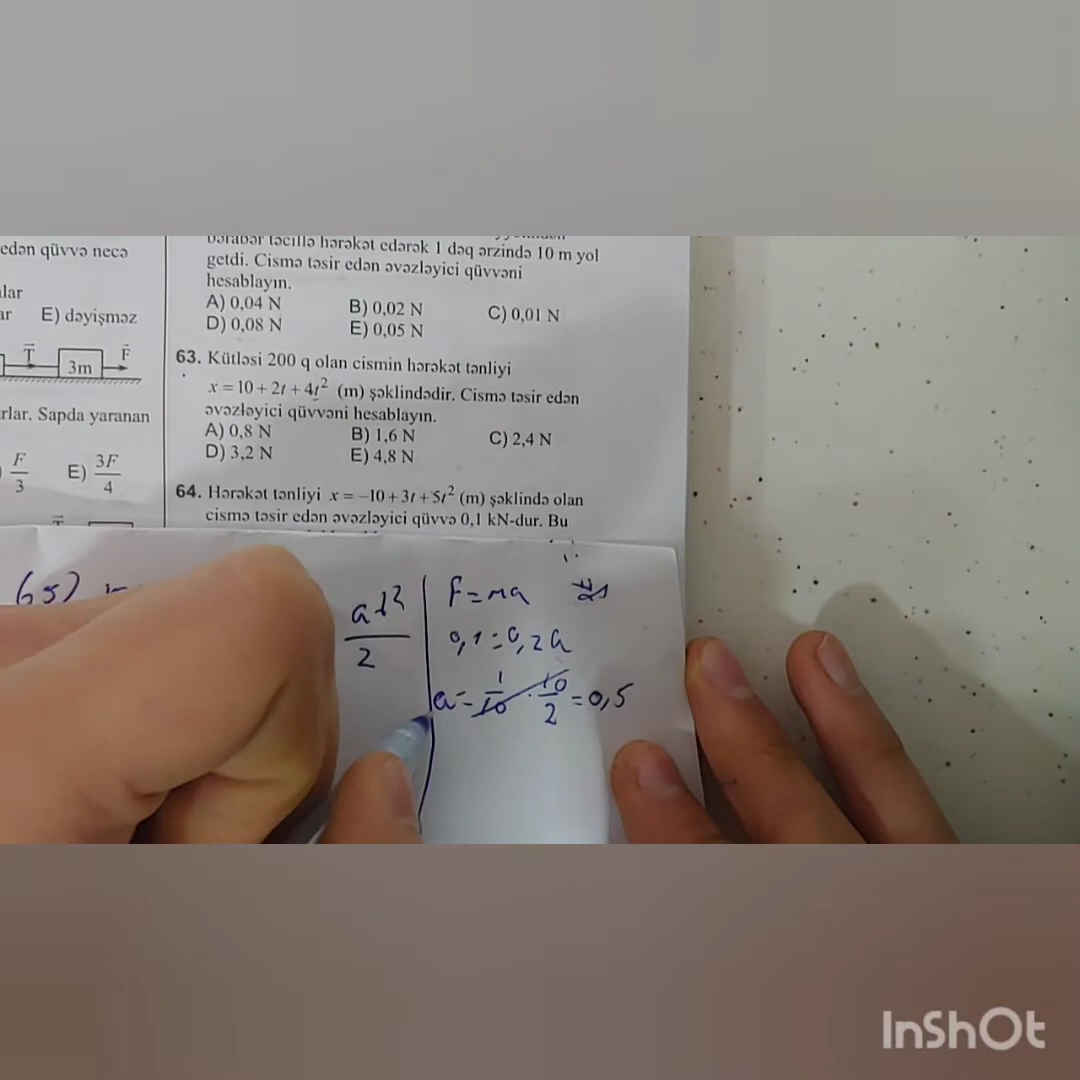 edən qüvvə necə
lar
ar E) dəyişməz
T 3m F
rlar. Sapda yaranan
F/3 E) 3F/4
bərabər təcillə hərəkət edərək 1 dəq ərzində 10 m yol
getdi. Cismə təsir edən əvəzləyici qüvvəni
hesablayın.
A) 0,04 N B) 0,02 N C) 0,01 N
D) 0,08 N E) 0,05 N
63. Kütləsi 200 q olan cismin hərəkət tənliyi
x = 10 + 2t + 4t² (m) şəklindədir. Cismə təsir edən
əvəzləyici qüvvəni hesablayın.
A) 0,8 N B) 1,6 N C) 2,4 N
D) 3,2 N E) 4,8 N
64. Hərəkət tənliyi x = −10 + 3t + 5t² (m) şəklində olan
cismə təsir edən əvəzləyici qüvvə 0,1 kN-dur. Bu
65)
at²/2
F=ma
0,1=0,2a
a=1/10·10/2=0,5
InShOt